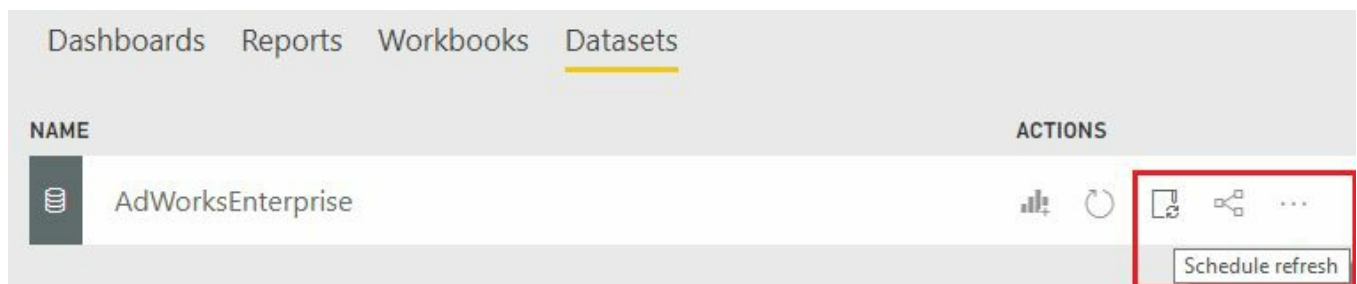 Dashboards Reports Workbooks Datasets
NAME ACTIONS
AdWorksEnterprise ...
Schedule refresh